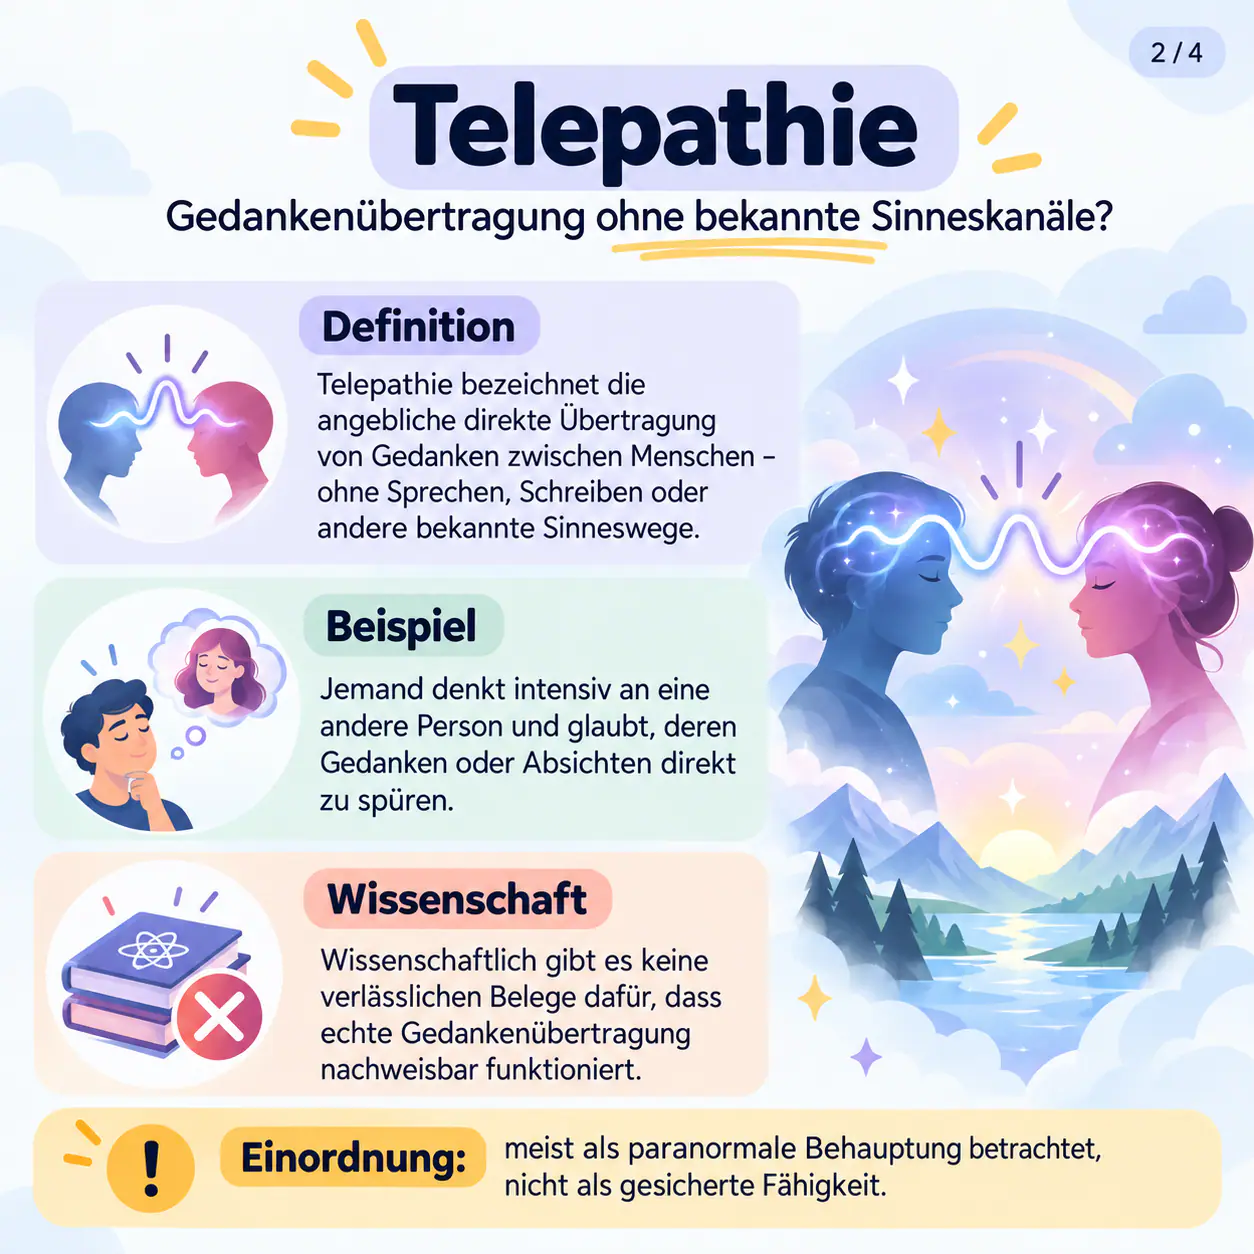 2 / 4
Telepathie
Gedankenübertragung ohne bekannte Sinneskanäle?
Definition
Telepathie bezeichnet die
angebliche direkte Übertragung
von Gedanken zwischen Menschen –
ohne Sprechen, Schreiben oder
andere bekannte Sinneswege.
Beispiel
Jemand denkt intensiv an eine
andere Person und glaubt, deren
Gedanken oder Absichten direkt
zu spüren.
Wissenschaft
Wissenschaftlich gibt es keine
verlässlichen Belege dafür, dass
echte Gedankenübertragung
nachweisbar funktioniert.
!
Einordnung:
meist als paranormale Behauptung betrachtet,
nicht als gesicherte Fähigkeit.